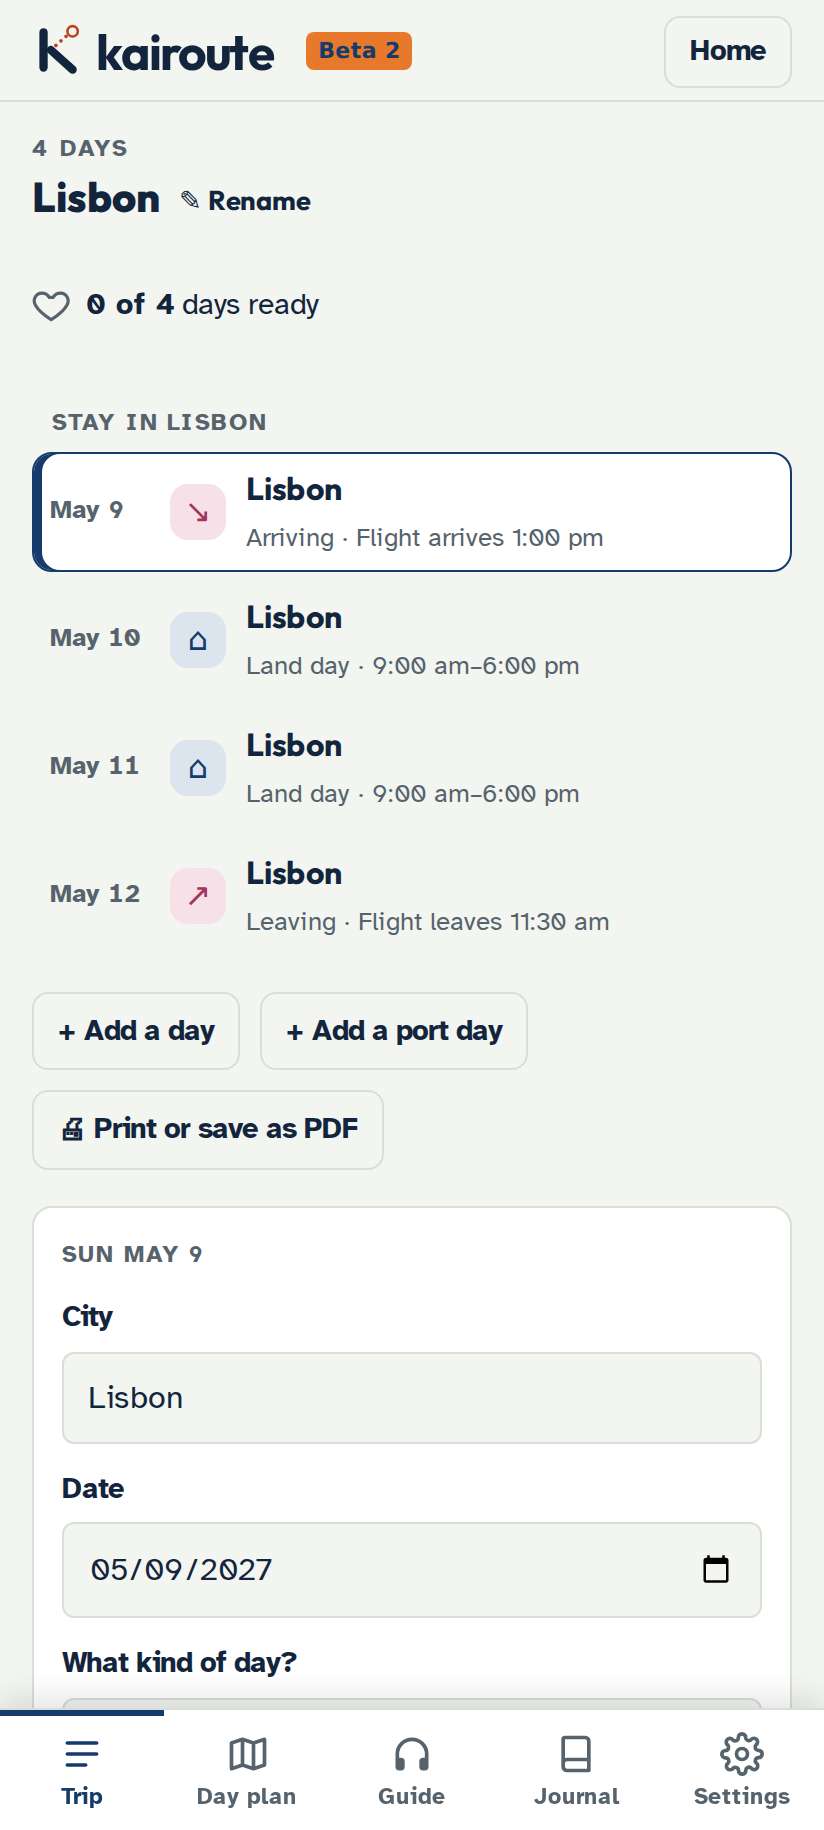 kairoute Beta 2 Home
4 DAYS
Lisbon ✎ Rename
0 of 4 days ready
STAY IN LISBON
May 9 ↘ Lisbon
Arriving · Flight arrives 1:00 pm
May 10 ⌂ Lisbon
Land day · 9:00 am–6:00 pm
May 11 ⌂ Lisbon
Land day · 9:00 am–6:00 pm
May 12 ↗ Lisbon
Leaving · Flight leaves 11:30 am
+ Add a day + Add a port day
🖨 Print or save as PDF
SUN MAY 9
City
Lisbon
Date
05/09/2027
What kind of day?
Trip Day plan Guide Journal Settings